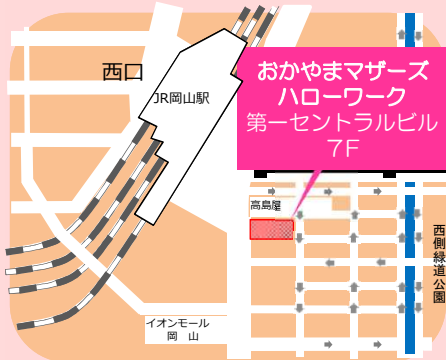 西口
JR岡山駅
おかやまマザーズ
ハローワーク
第一セントラルビル
7F
高島屋
西側緑道公園
イオンモール
岡 山